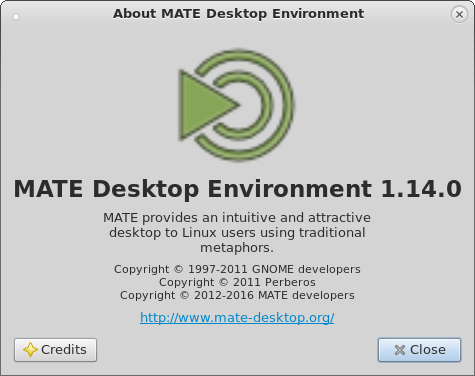 About MATE Desktop Environment
MATE Desktop Environment 1.14.0
MATE provides an intuitive and attractive
desktop to Linux users using traditional
metaphors.
Copyright © 1997-2011 GNOME developers
Copyright © 2011 Perberos
Copyright © 2012-2016 MATE developers
http://www.mate-desktop.org/
Credits
Close